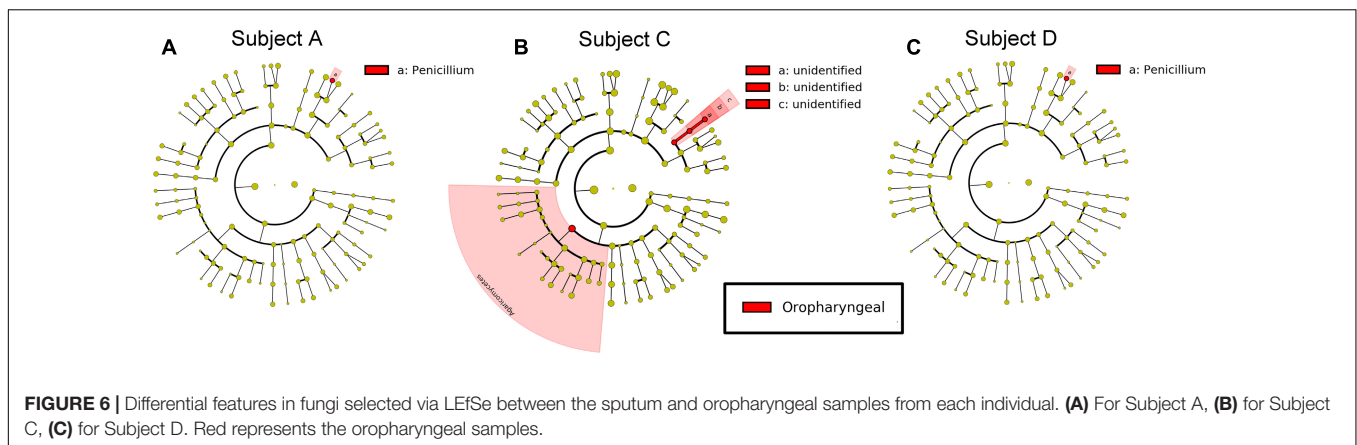 A
Subject A
a: Penicillium
a
B
Subject C
a: unidentified
b: unidentified
c: unidentified
a
b
c
Agaricomycetes
C
Subject D
a: Penicillium
a
Oropharyngeal
FIGURE 6 | Differential features in fungi selected via LEfSe between the sputum and oropharyngeal samples from each individual. (A) For Subject A, (B) for Subject
C, (C) for Subject D. Red represents the oropharyngeal samples.